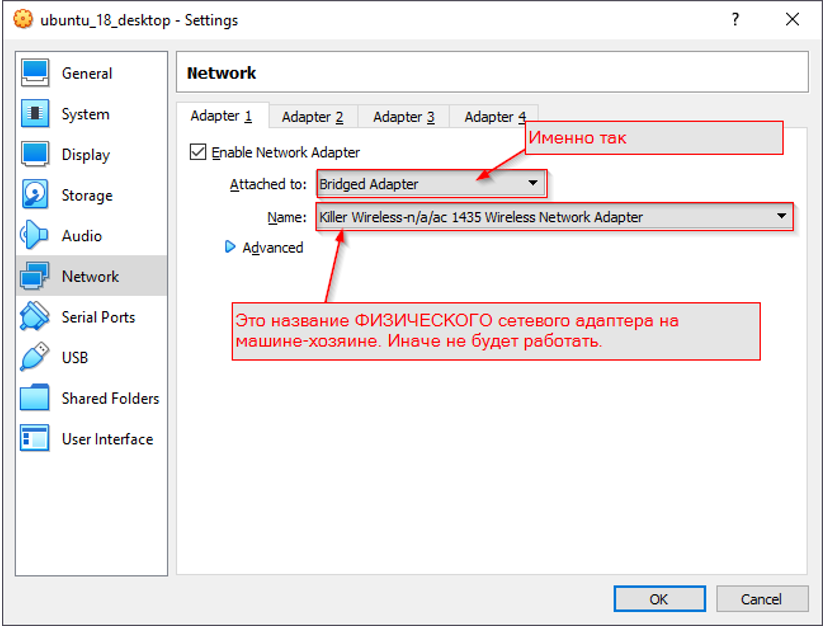 ubuntu_18_desktop - Settings
?
General
System
Display
Storage
Audio
Network
Serial Ports
USB
Shared Folders
User Interface
Network
Adapter 1
Adapter 2
Adapter 3
Adapter 4
Именно так
Enable Network Adapter
Attached to: Bridged Adapter
Name: Killer Wireless-n/a/ac 1435 Wireless Network Adapter
Advanced
Это название ФИЗИЧЕСКОГО сетевого адаптера на
машине-хозяине. Иначе не будет работать.
OK
Cancel